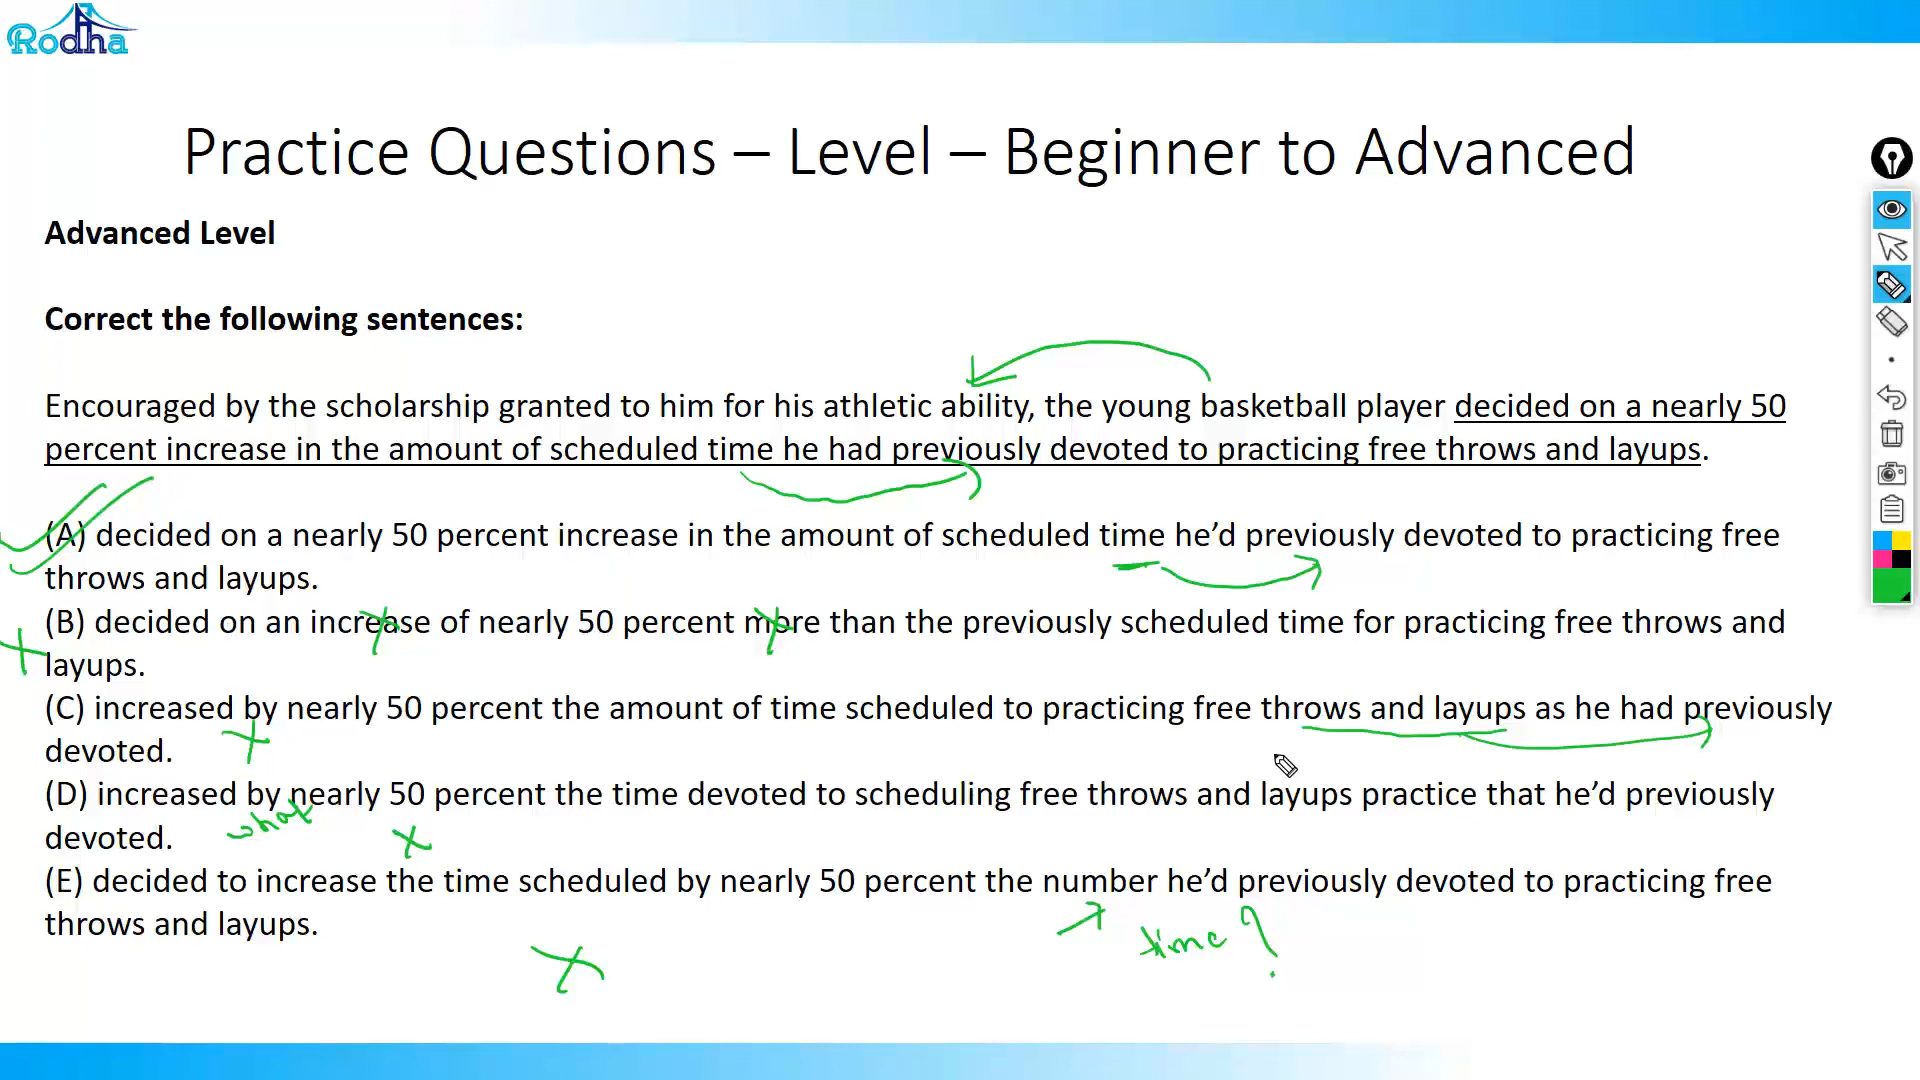 Rodha
Practice Questions – Level – Beginner to Advanced
Advanced Level
Correct the following sentences:
Encouraged by the scholarship granted to him for his athletic ability, the young basketball player decided on a nearly 50
percent increase in the amount of scheduled time he had previously devoted to practicing free throws and layups.
(A) decided on a nearly 50 percent increase in the amount of scheduled time he’d previously devoted to practicing free
throws and layups.
(B) decided on an increase of nearly 50 percent more than the previously scheduled time for practicing free throws and
layups.
(C) increased by nearly 50 percent the amount of time scheduled to practicing free throws and layups as he had previously
devoted.
(D) increased by nearly 50 percent the time devoted to scheduling free throws and layups practice that he’d previously
devoted.
what
(E) decided to increase the time scheduled by nearly 50 percent the number he’d previously devoted to practicing free
throws and layups.
time ?